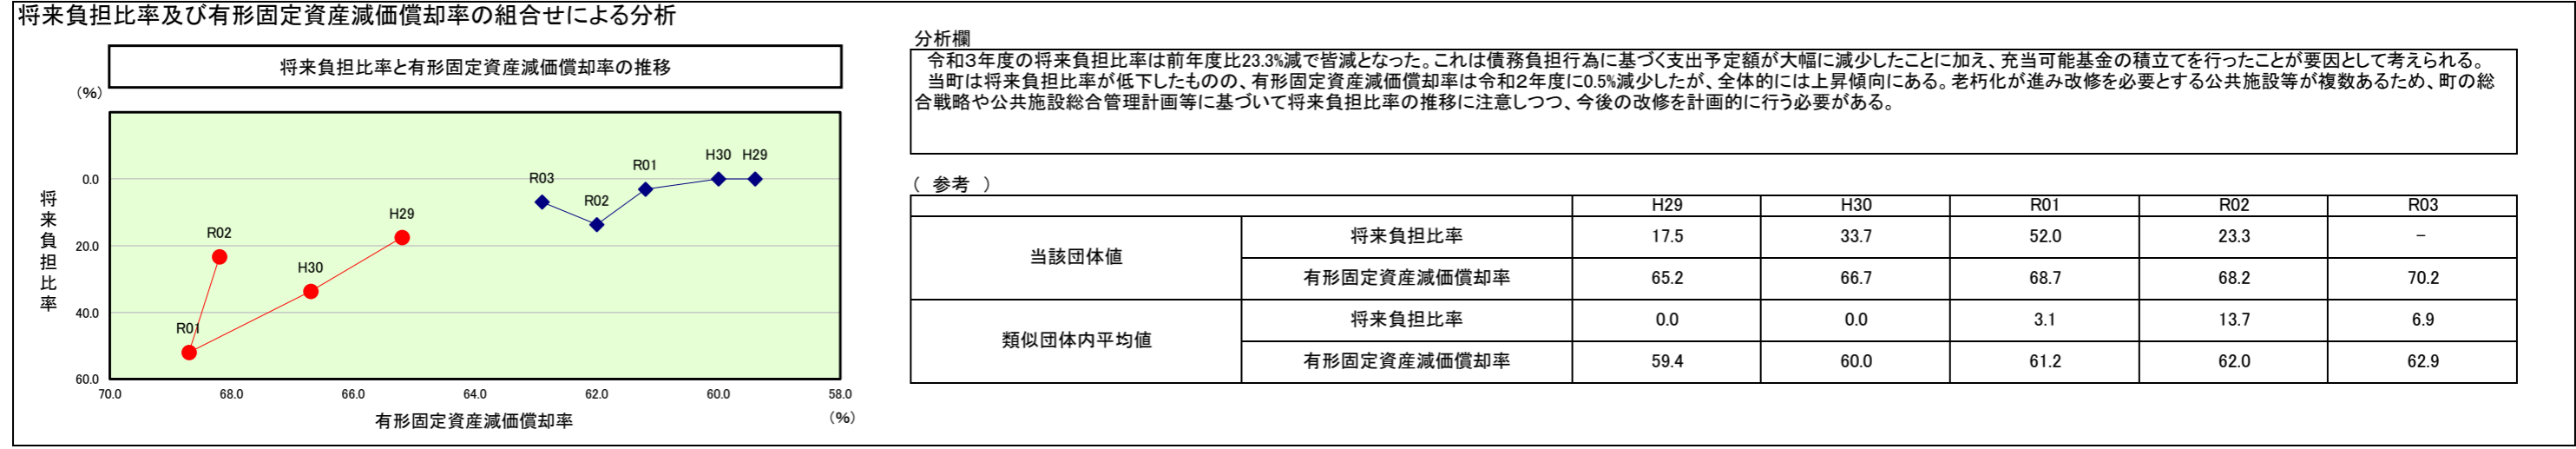 将来負担比率及び有形固定資産減価償却率の組合せによる分析
将来負担比率と有形固定資産減価償却率の推移
(%)
0.0
20.0
40.0
60.0
将来負担比率
70.0 68.0 66.0 64.0 62.0 60.0 58.0
有形固定資産減価償却率
(%)
R03 R02 R01 H30 H29
H29
R02
H30
R01
分析欄
令和3年度の将来負担比率は前年度比23.3%減で皆減となった。これは債務負担行為に基づく支出予定額が大幅に減少したことに加え、充当可能基金の積立てを行ったことが要因として考えられる。
当町は将来負担比率が低下したものの、有形固定資産減価償却率は令和2年度に0.5%減少したが、全体的には上昇傾向にある。老朽化が進み改修を必要とする公共施設等が複数あるため、町の総
合戦略や公共施設総合管理計画等に基づいて将来負担比率の推移に注意しつつ、今後の改修を計画的に行う必要がある。
( 参考 )
H29 H30 R01 R02 R03
当該団体値
将来負担比率 17.5 33.7 52.0 23.3 −
有形固定資産減価償却率 65.2 66.7 68.7 68.2 70.2
類似団体内平均値
将来負担比率 0.0 0.0 3.1 13.7 6.9
有形固定資産減価償却率 59.4 60.0 61.2 62.0 62.9